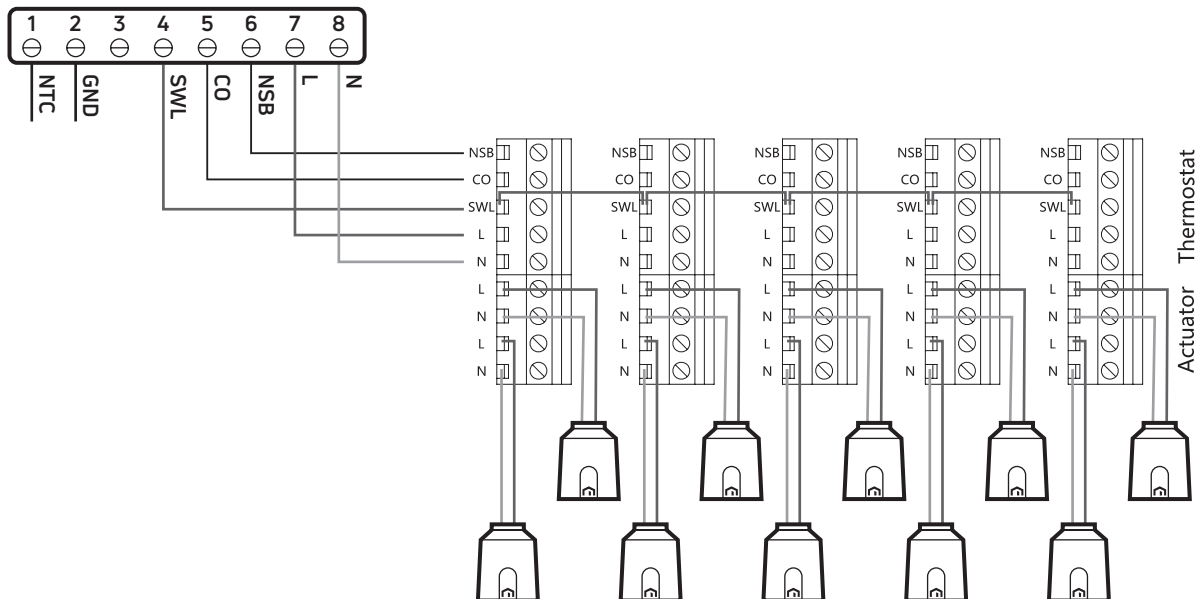 1 2 3 4 5 6 7 8
NTC GND SWL CO NSB L N
NSB NSB NSB NSB NSB
CO CO CO CO CO
SWL SWL SWL SWL SWL
L L L L L
N N N N N
L L L L L
N N N N N
L L L L L
N N N N N
Thermostat
Actuator